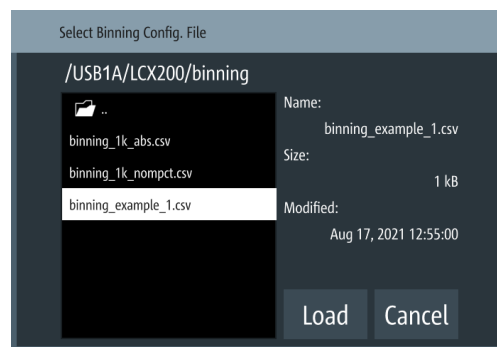 Select Binning Config. File
/USB1A/LCX200/binning
..
binning_1k_abs.csv
binning_1k_nompct.csv
binning_example_1.csv
Name:
binning_example_1.csv
Size:
1 kB
Modified:
Aug 17, 2021 12:55:00
Load
Cancel